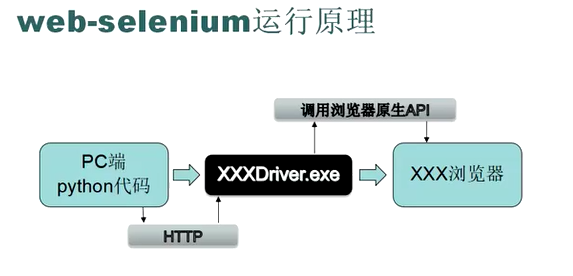 web-selenium运行原理
调用浏览器原生API
PC端
python代码
XXXDriver.exe
XXX浏览器
HTTP